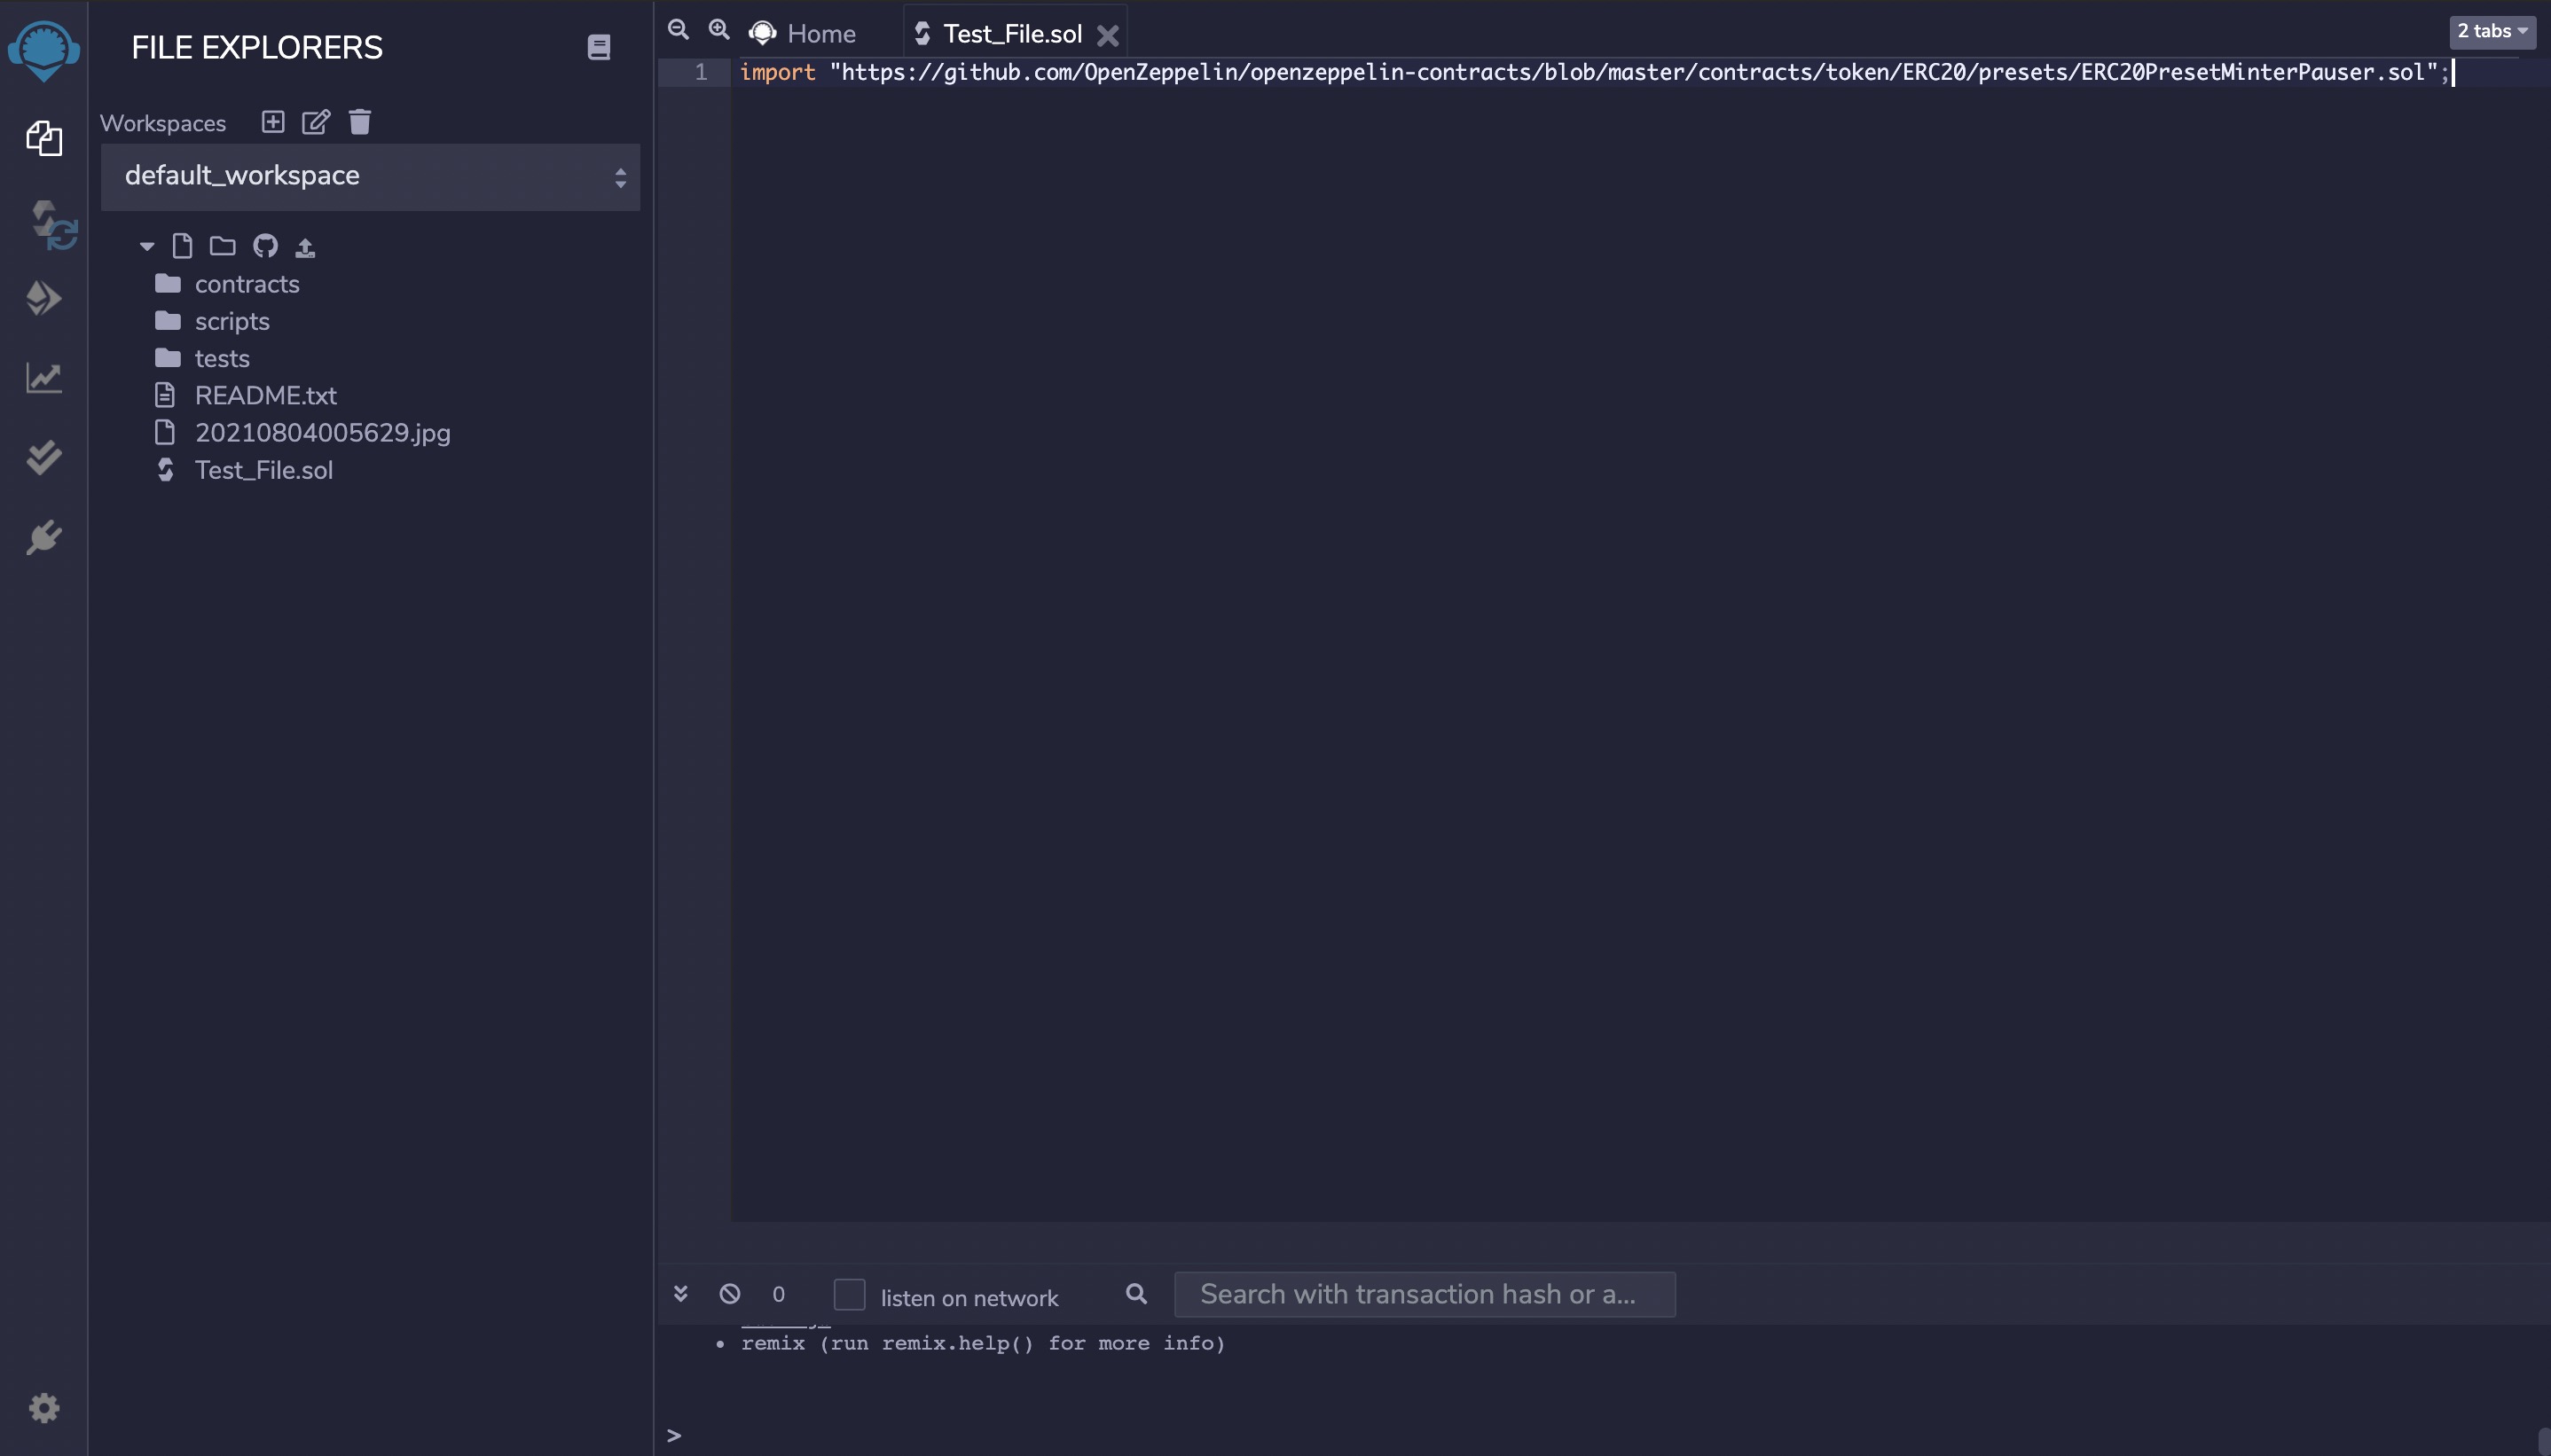 FILE EXPLORERS
Workspaces
default_workspace
contracts
scripts
tests
README.txt
20210804005629.jpg
Test_File.sol
Home
Test_File.sol
2 tabs
1
import "https://github.com/OpenZeppelin/openzeppelin-contracts/blob/master/contracts/token/ERC20/presets/ERC20PresetMinterPauser.sol";
0
listen on network
Search with transaction hash or a...
• remix (run remix.help() for more info)
>